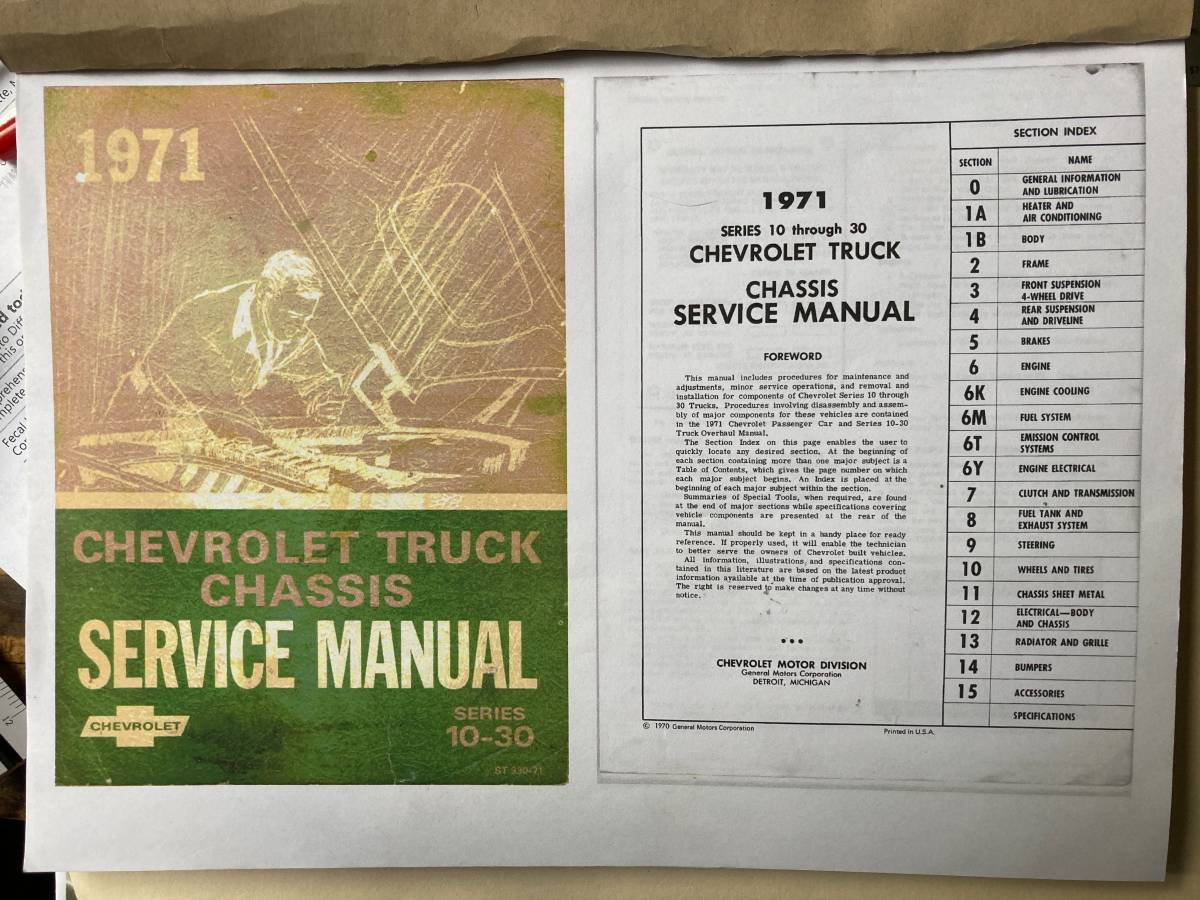 1971
CHEVROLET TRUCK
CHASSIS
SERVICE MANUAL
CHEVROLET
SERIES
10-30
ST 330-71
1971
SERIES 10 through 30
CHEVROLET TRUCK
CHASSIS
SERVICE MANUAL
FOREWORD
This manual includes procedures for maintenance and
adjustments, minor service operations, and removal and
installation for components of Chevrolet Series 10 through
30 Trucks. Procedures involving disassembly and assem-
bly of major components for these vehicles are contained
in the 1971 Chevrolet Passenger Car and Series 10-30
Truck Overhaul Manual.
The Section Index on this page enables the user to
quickly locate any desired section. At the beginning of
each section containing more than one major subject is a
Table of Contents, which gives the page number on which
each major subject begins. An Index is placed at the
beginning of each major subject within the section.
Summaries of Special Tools, when required, are found
at the end of major sections while specifications covering
vehicle components are presented at the rear of the
manual.
This manual should be kept in a handy place for ready
reference. If properly used, it will enable the technician
to better serve the owners of Chevrolet built vehicles.
All information, illustrations, and specifications con-
tained in this literature are based on the latest product
information available at the time of publication approval.
The right is reserved to make changes at any time without
notice.
•••
CHEVROLET MOTOR DIVISION
General Motors Corporation
DETROIT, MICHIGAN
© 1970 General Motors Corporation
Printed in U.S.A.
SECTION INDEX
SECTION NAME
0 GENERAL INFORMATION
AND LUBRICATION
1A HEATER AND
AIR CONDITIONING
1B BODY
2 FRAME
3 FRONT SUSPENSION
4-WHEEL DRIVE
4 REAR SUSPENSION
AND DRIVELINE
5 BRAKES
6 ENGINE
6K ENGINE COOLING
6M FUEL SYSTEM
6T EMISSION CONTROL
SYSTEMS
6Y ENGINE ELECTRICAL
7 CLUTCH AND TRANSMISSION
8 FUEL TANK AND
EXHAUST SYSTEM
9 STEERING
10 WHEELS AND TIRES
11 CHASSIS SHEET METAL
12 ELECTRICAL—BODY
AND CHASSIS
13 RADIATOR AND GRILLE
14 BUMPERS
15 ACCESSORIES
SPECIFICATIONS